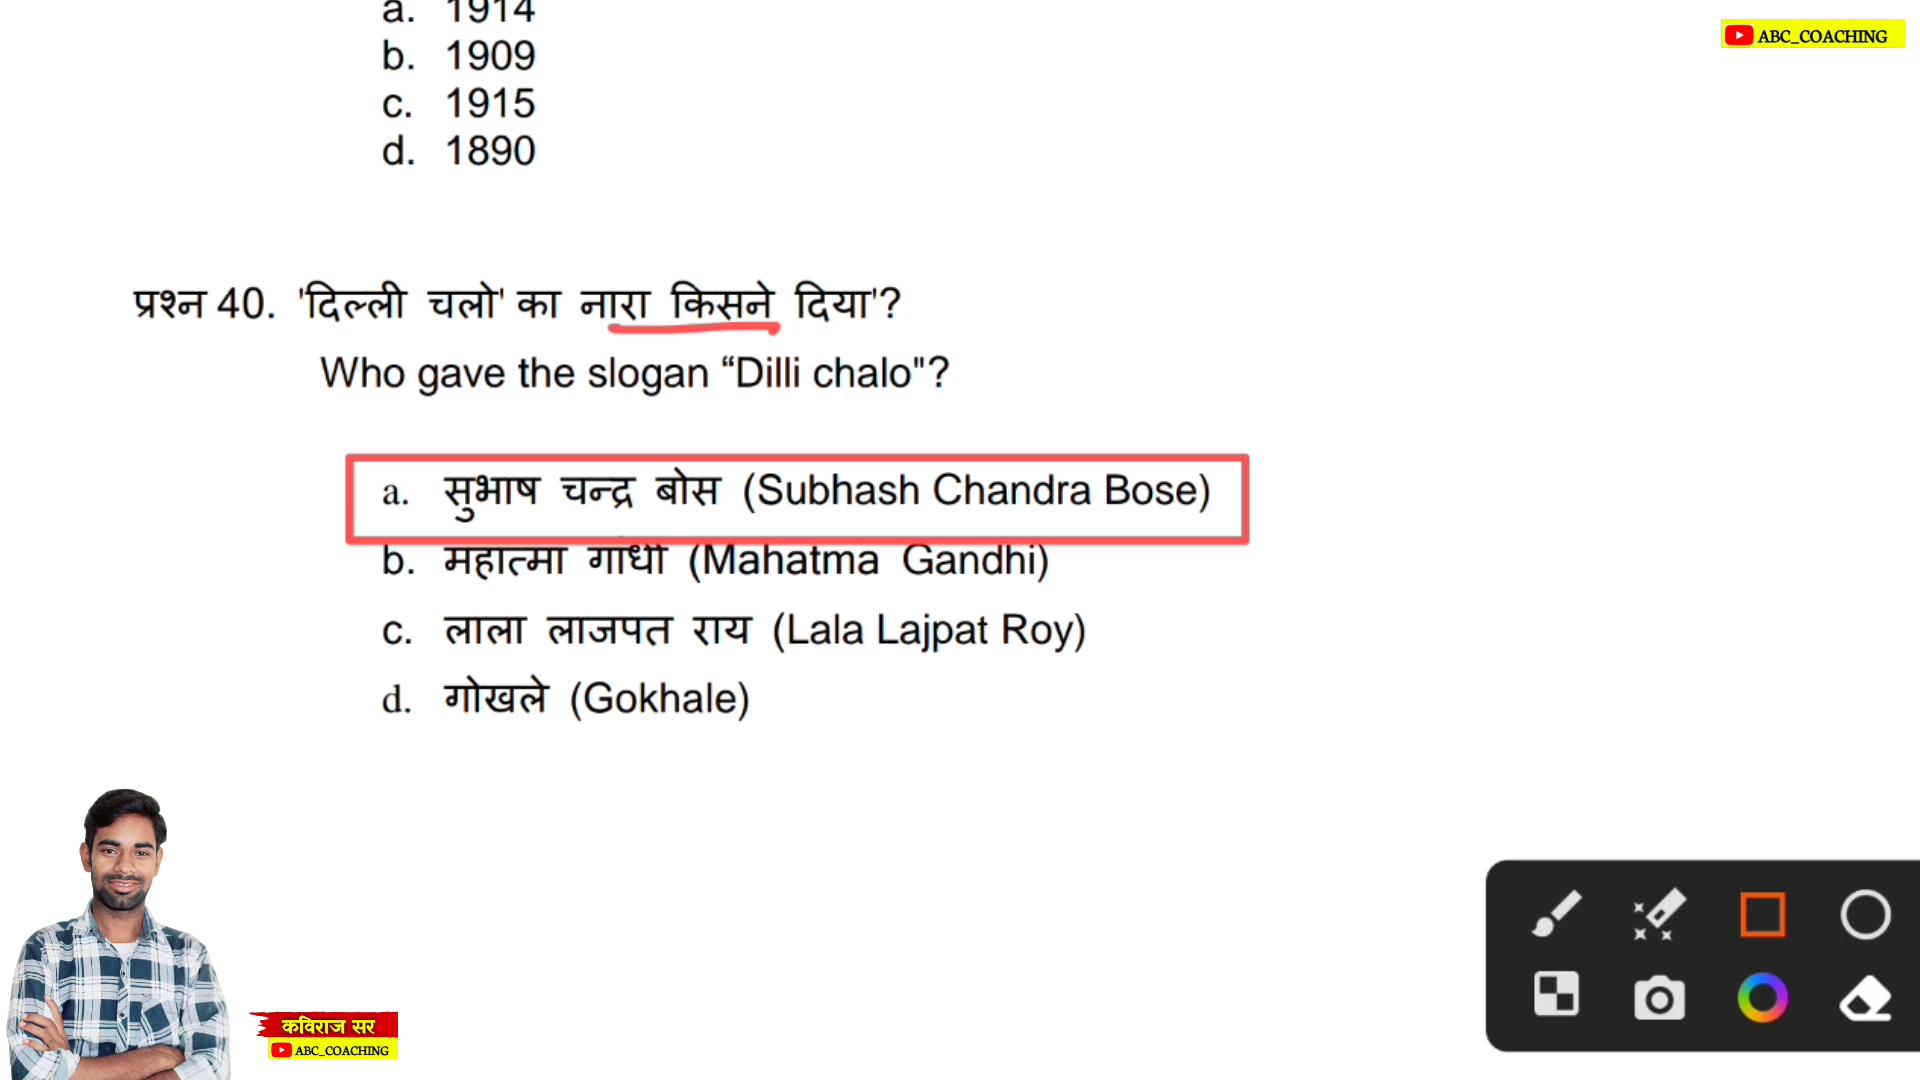 a. 1914
ABC_COACHING
b. 1909
c. 1915
d. 1890
प्रश्न 40. 'दिल्ली चलो' का नारा किसने दिया'?
Who gave the slogan “Dilli chalo"?
a. सुभाष चन्द्र बोस (Subhash Chandra Bose)
b. महात्मा गांधी (Mahatma Gandhi)
c. लाला लाजपत राय (Lala Lajpat Roy)
d. गोखले (Gokhale)
कविराज सर
ABC_COACHING